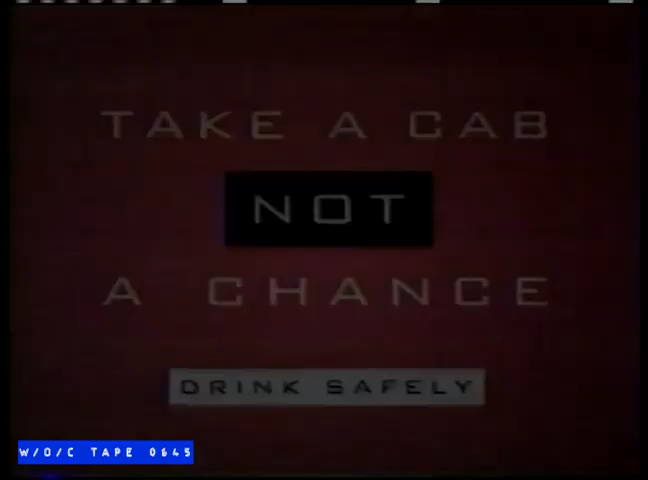 TAKE A CAB
NOT
A CHANCE
DRINK SAFELY
W/O/C TAPE 0645